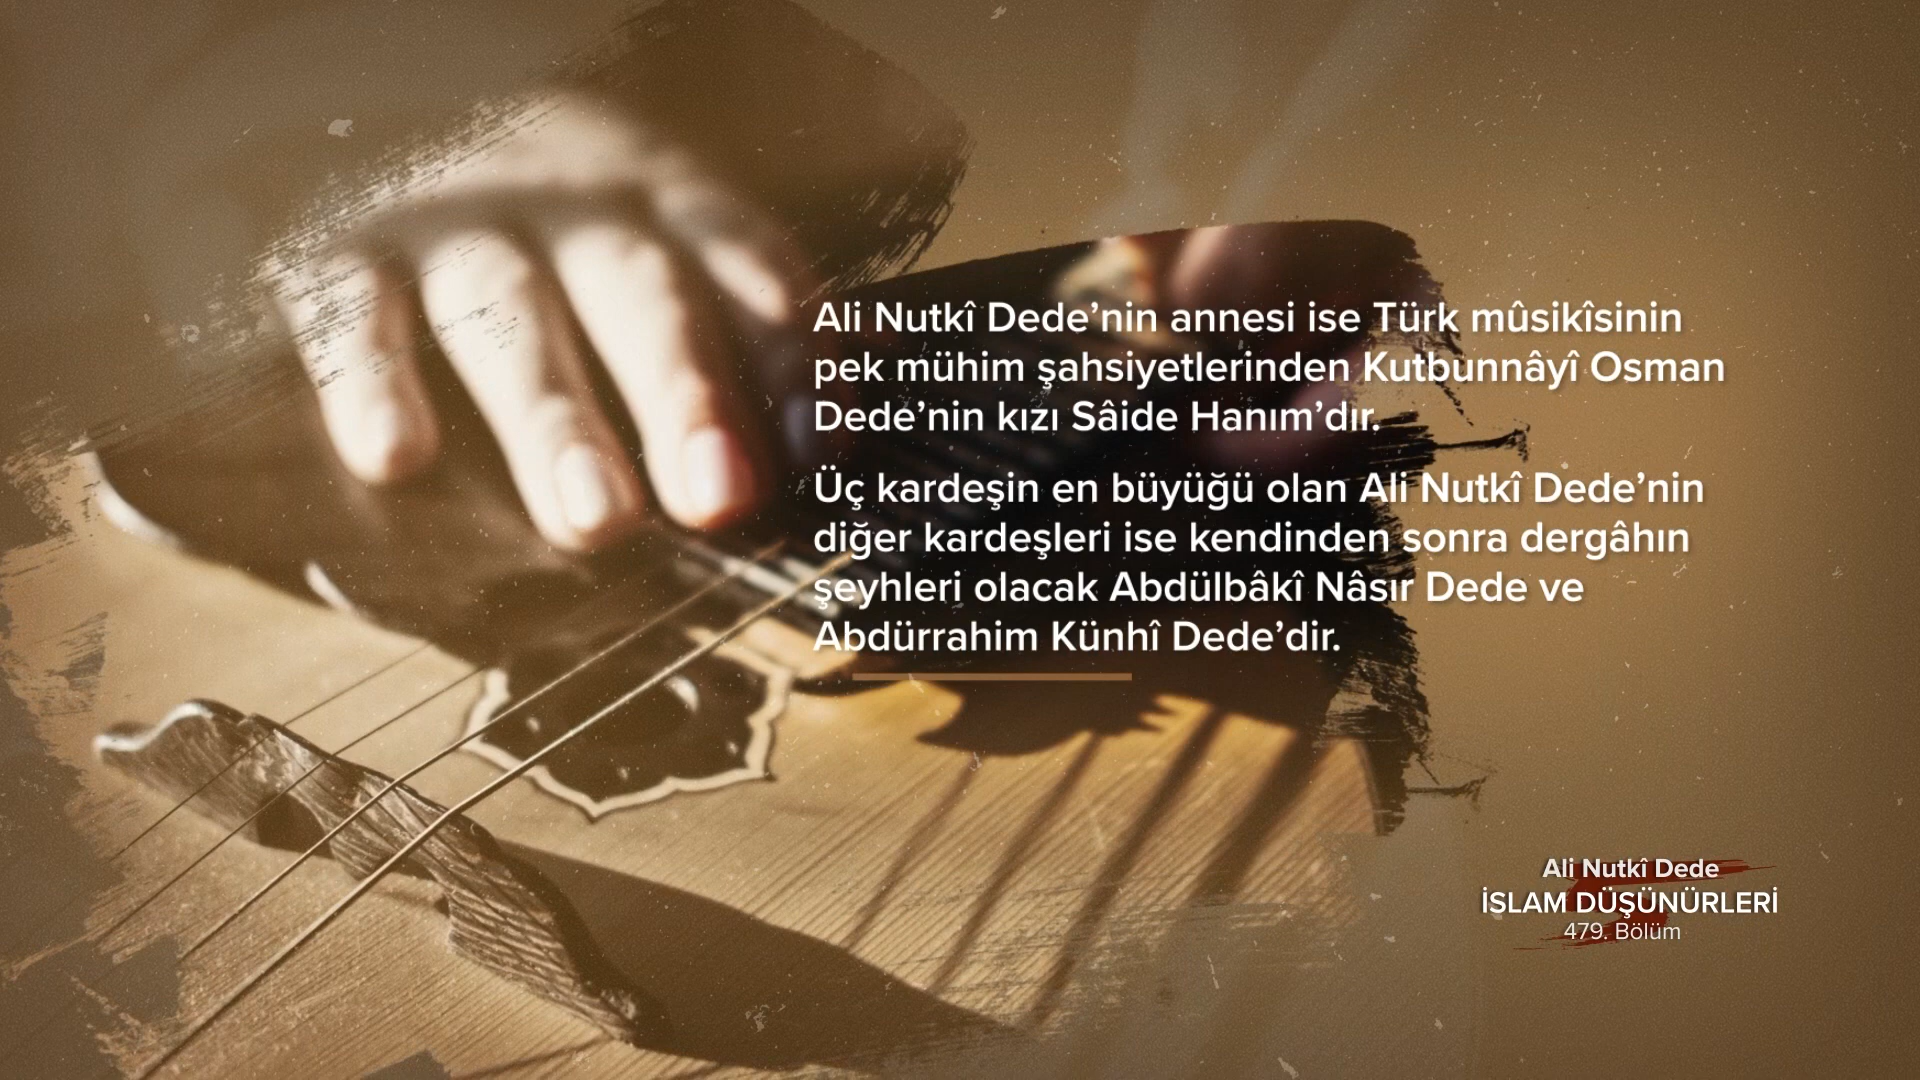 Ali Nutkî Dede’nin annesi ise Türk mûsikîsinin
pek mühim şahsiyetlerinden Kutbunnâyî Osman
Dede’nin kızı Sâide Hanım’dır.
Üç kardeşin en büyüğü olan Ali Nutkî Dede’nin
diğer kardeşleri ise kendinden sonra dergâhın
şeyhleri olacak Abdülbâkî Nâsır Dede ve
Abdürrahim Künhî Dede’dir.
Ali Nutkî Dede
İSLAM DÜŞÜNÜRLERİ
479. Bölüm